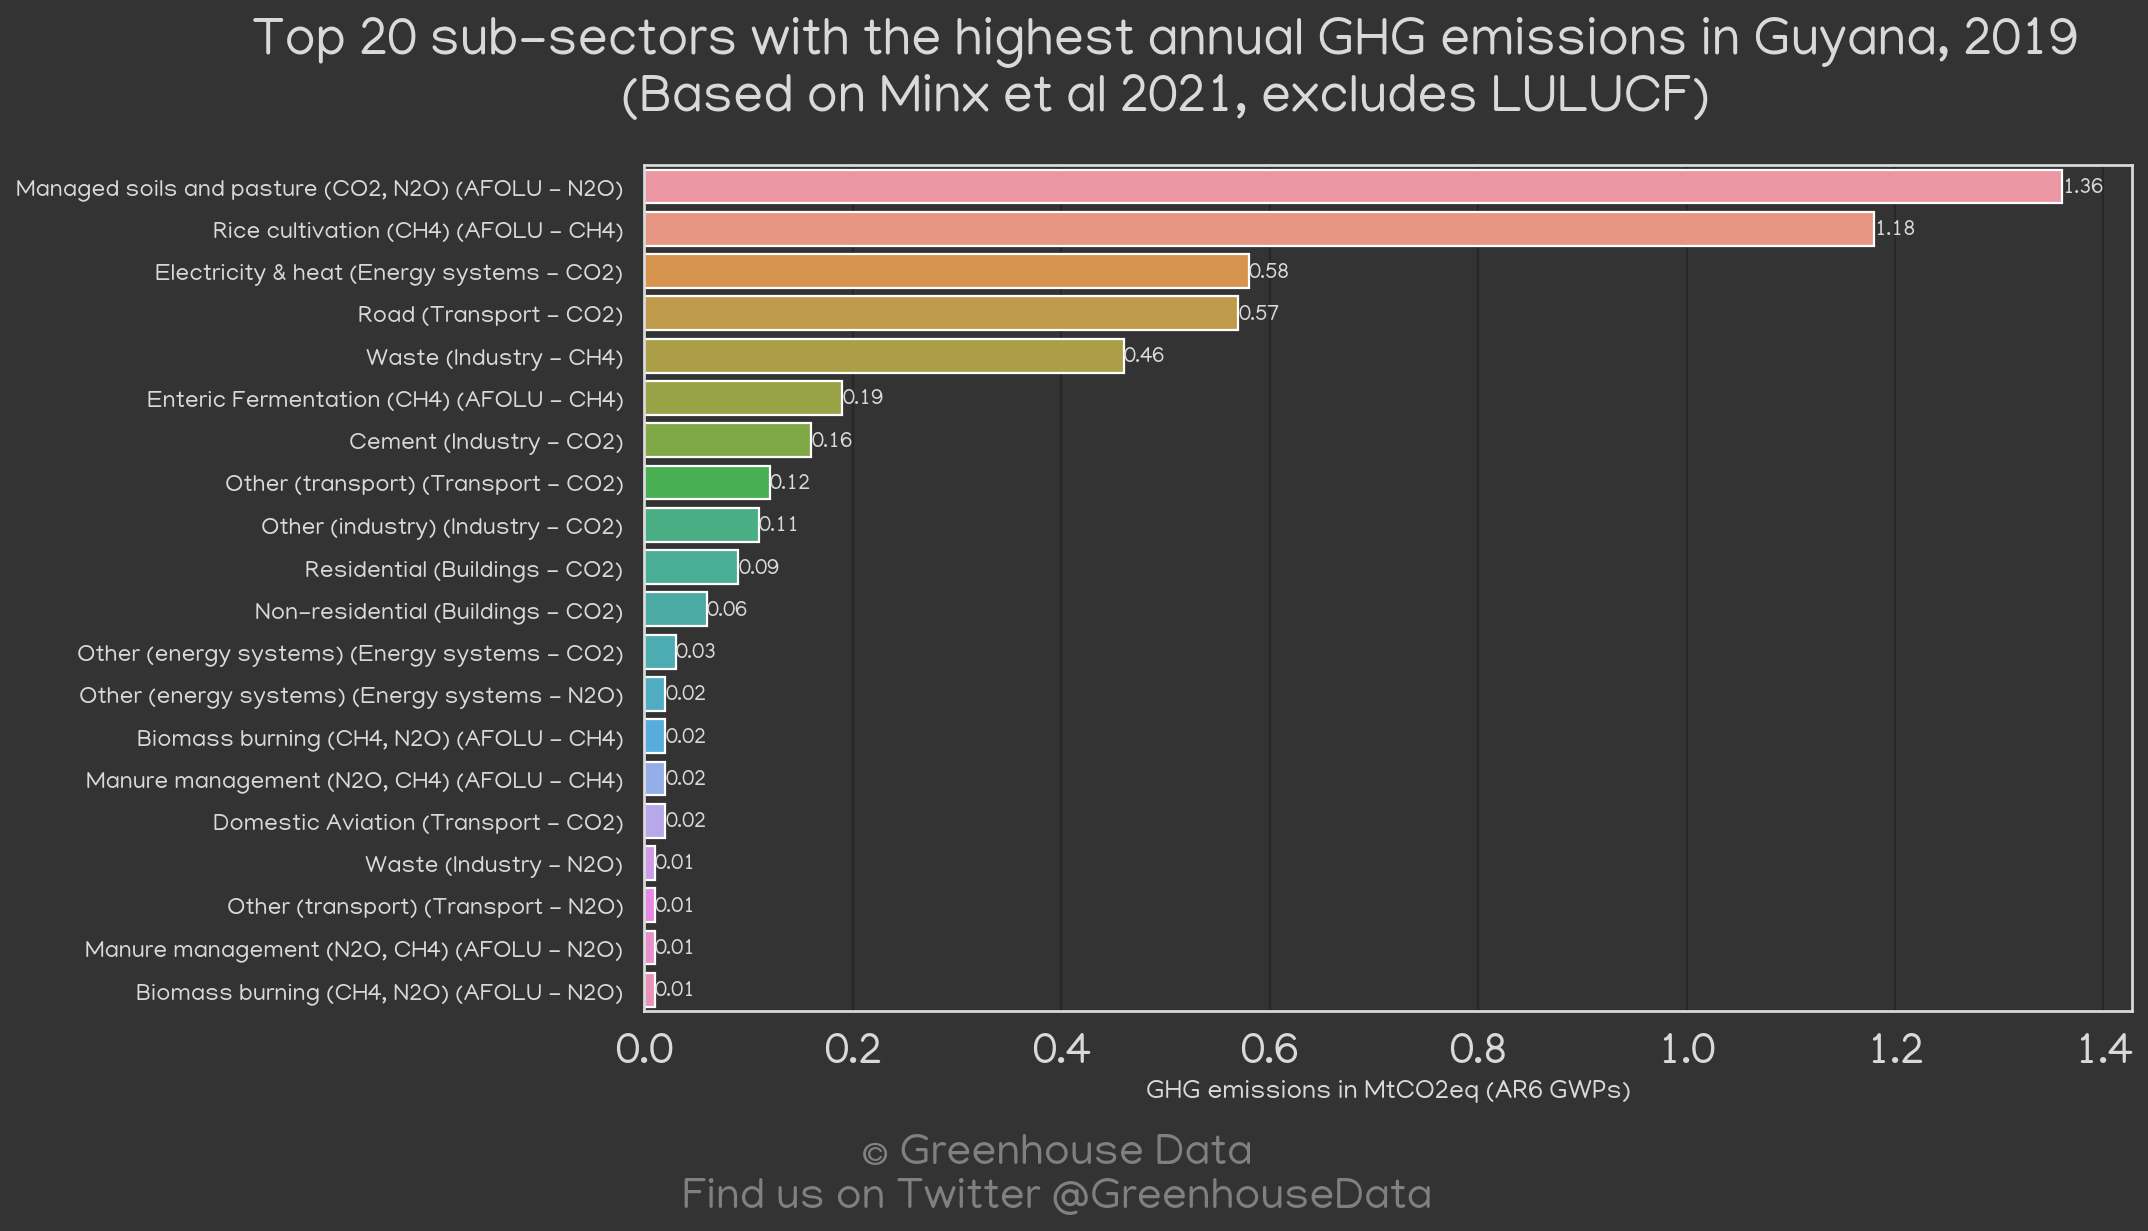 Top 20 sub-sectors with the highest annual GHG emissions in Guyana, 2019
(Based on Minx et al 2021, excludes LULUCF)
Managed soils and pasture (CO2, N2O) (AFOLU - N2O) 1.36
Rice cultivation (CH4) (AFOLU - CH4) 1.18
Electricity & heat (Energy systems - CO2) 0.58
Road (Transport - CO2) 0.57
Waste (Industry - CH4) 0.46
Enteric Fermentation (CH4) (AFOLU - CH4) 0.19
Cement (Industry - CO2) 0.16
Other (transport) (Transport - CO2) 0.12
Other (industry) (Industry - CO2) 0.11
Residential (Buildings - CO2) 0.09
Non-residential (Buildings - CO2) 0.06
Other (energy systems) (Energy systems - CO2) 0.03
Other (energy systems) (Energy systems - N2O) 0.02
Biomass burning (CH4, N2O) (AFOLU - CH4) 0.02
Manure management (N2O, CH4) (AFOLU - CH4) 0.02
Domestic Aviation (Transport - CO2) 0.02
Waste (Industry - N2O) 0.01
Other (transport) (Transport - N2O) 0.01
Manure management (N2O, CH4) (AFOLU - N2O) 0.01
Biomass burning (CH4, N2O) (AFOLU - N2O) 0.01
0.0 0.2 0.4 0.6 0.8 1.0 1.2 1.4
GHG emissions in MtCO2eq (AR6 GWPs)
© Greenhouse Data
Find us on Twitter @GreenhouseData